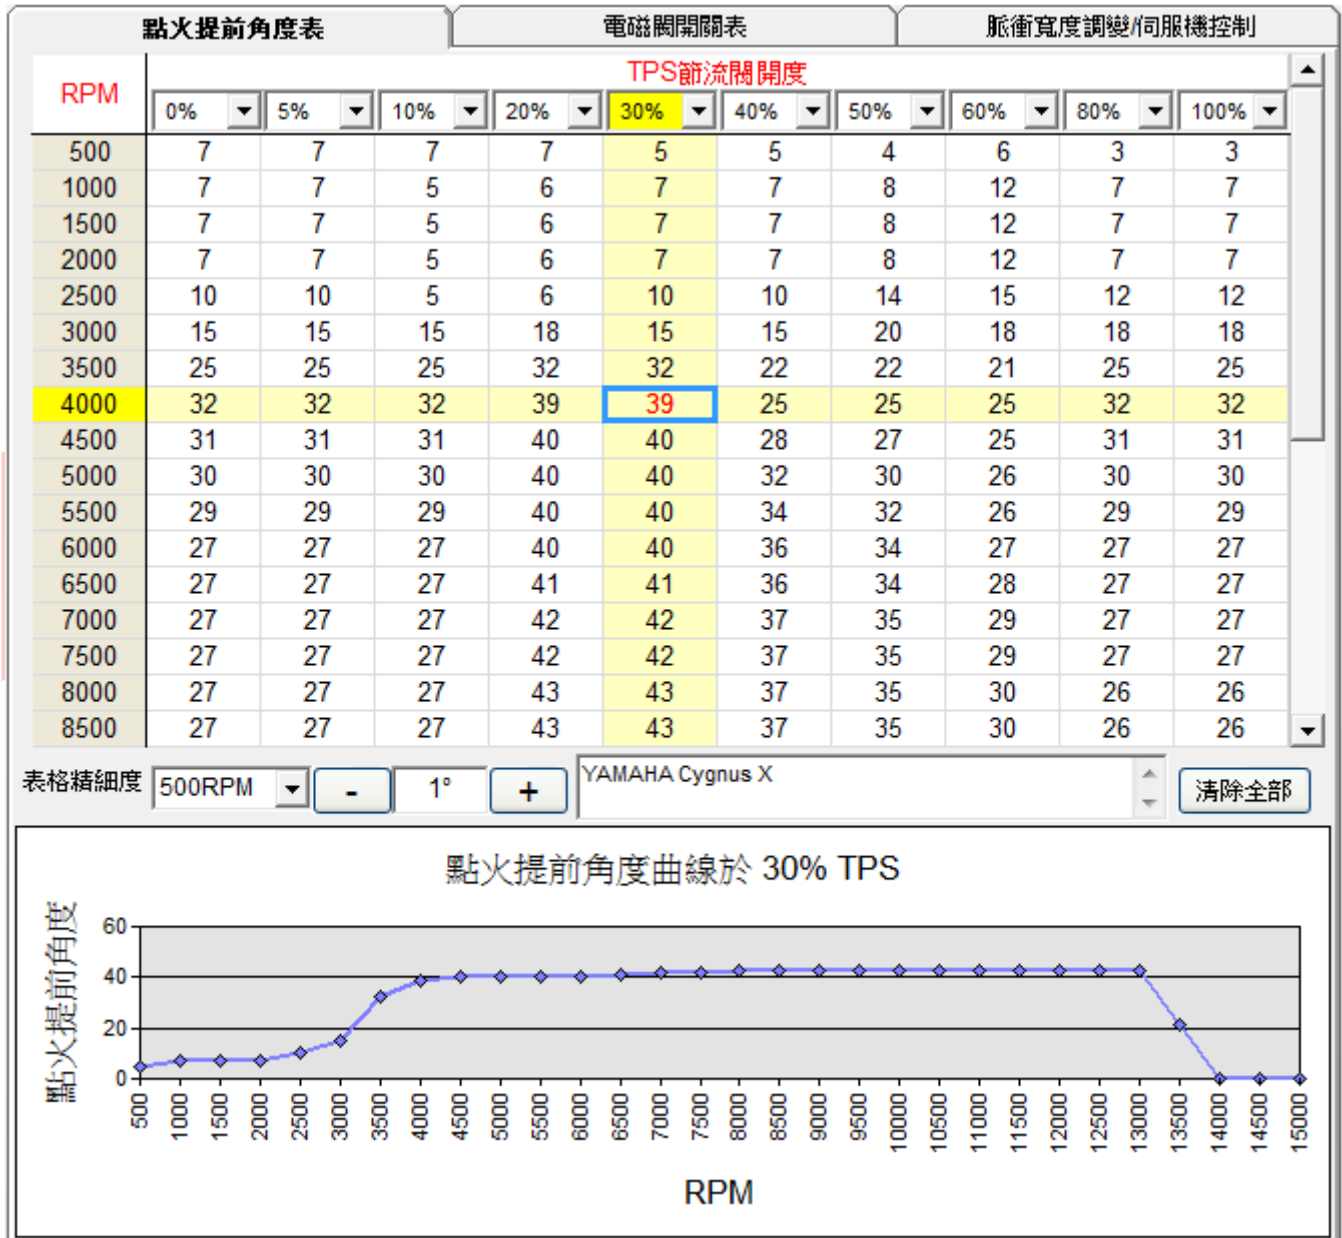 點火提前角度表 電磁閥開關表 脈衝寬度調變/伺服機控制
RPM TPS節流閥開度
0% 5% 10% 20% 30% 40% 50% 60% 80% 100%
500 7 7 7 7 5 5 4 6 3 3
1000 7 7 5 6 7 7 8 12 7 7
1500 7 7 5 6 7 7 8 12 7 7
2000 7 7 5 6 7 7 8 12 7 7
2500 10 10 5 6 10 10 14 15 12 12
3000 15 15 15 18 15 15 20 18 18 18
3500 25 25 25 32 32 22 22 21 25 25
4000 32 32 32 39 39 25 25 25 32 32
4500 31 31 31 40 40 28 27 25 31 31
5000 30 30 30 40 40 32 30 26 30 30
5500 29 29 29 40 40 34 32 26 29 29
6000 27 27 27 40 40 36 34 27 27 27
6500 27 27 27 41 41 36 34 28 27 27
7000 27 27 27 42 42 37 35 29 27 27
7500 27 27 27 42 42 37 35 29 27 27
8000 27 27 27 43 43 37 35 30 26 26
8500 27 27 27 43 43 37 35 30 26 26
表格精細度 500RPM - 1° + YAMAHA Cygnus X 清除全部
點火提前角度曲線於 30% TPS
點火提前角度
60
40
20
0
500 1000 1500 2000 2500 3000 3500 4000 4500 5000 5500 6000 6500 7000 7500 8000 8500 9000 9500 10000 10500 11000 11500 12000 12500 13000 13500 14000 14500 15000
RPM